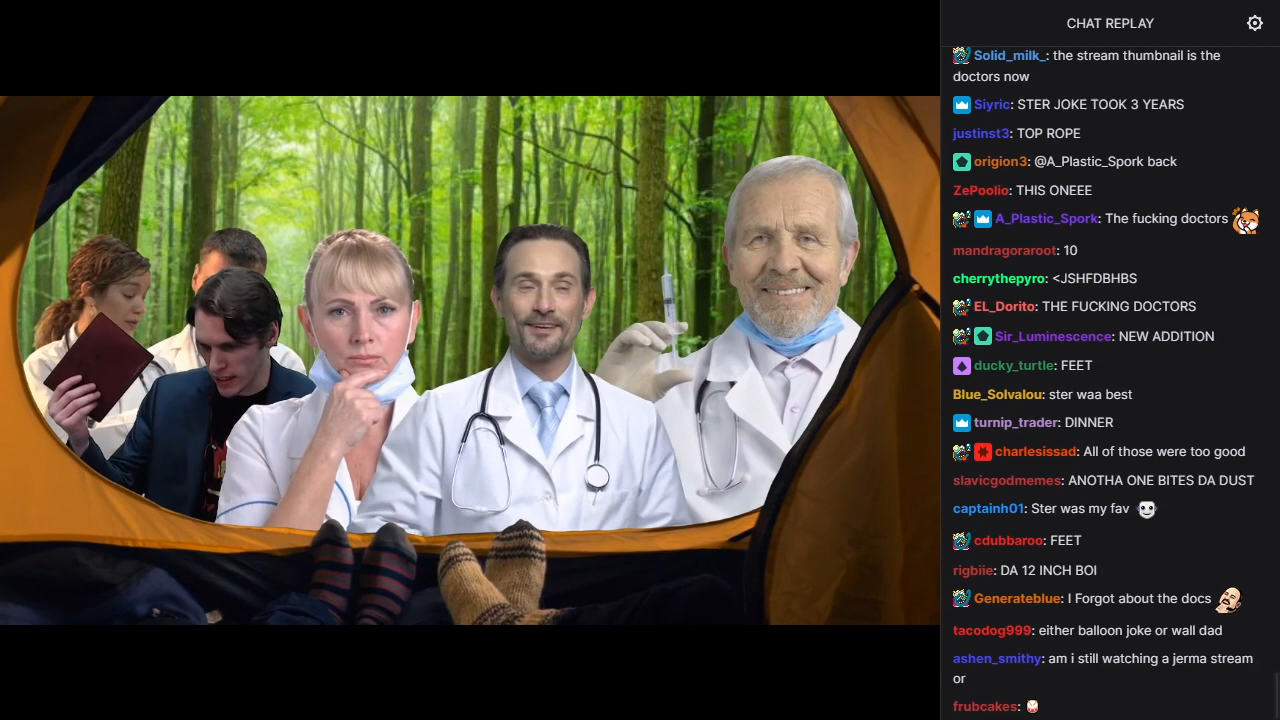 CHAT REPLAY
Solid_milk_: the stream thumbnail is the
doctors now
Siyric: STER JOKE TOOK 3 YEARS
justinst3: TOP ROPE
origion3: @A_Plastic_Spork back
ZePoolio: THIS ONEEE
A_Plastic_Spork: The fucking doctors
mandragoraroot: 10
cherrythepyro: <JSHFDBHBS
EL_Dorito: THE FUCKING DOCTORS
Sir_Luminescence: NEW ADDITION
ducky_turtle: FEET
Blue_Solvalou: ster waa best
turnip_trader: DINNER
charlesissad: All of those were too good
slavicgodmemes: ANOTHA ONE BITES DA DUST
captainh01: Ster was my fav
cdubbaroo: FEET
rigbiie: DA 12 INCH BOI
Generateblue: I Forgot about the docs
tacodog999: either balloon joke or wall dad
ashen_smithy: am i still watching a jerma stream
or
frubcakes: